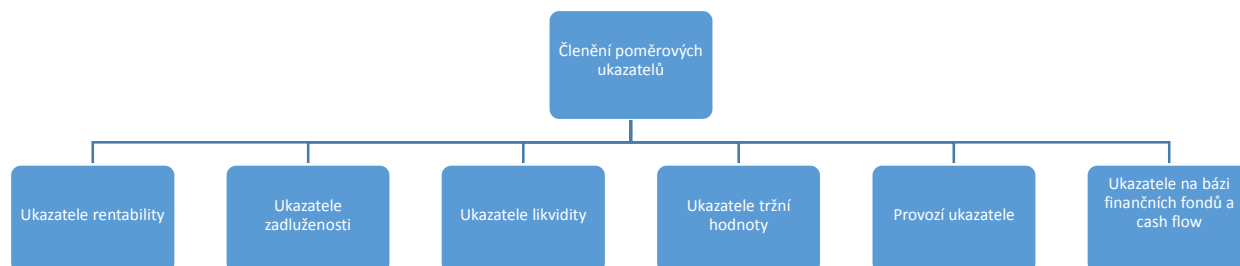 Členění poměrových
ukazatelů
Ukazatele rentability
Ukazatele
zadluženosti
Ukazatele likvidity
Ukazatele tržní
hodnoty
Provozí ukazatele
Ukazatele na bázi
finančních fondů a
cash flow